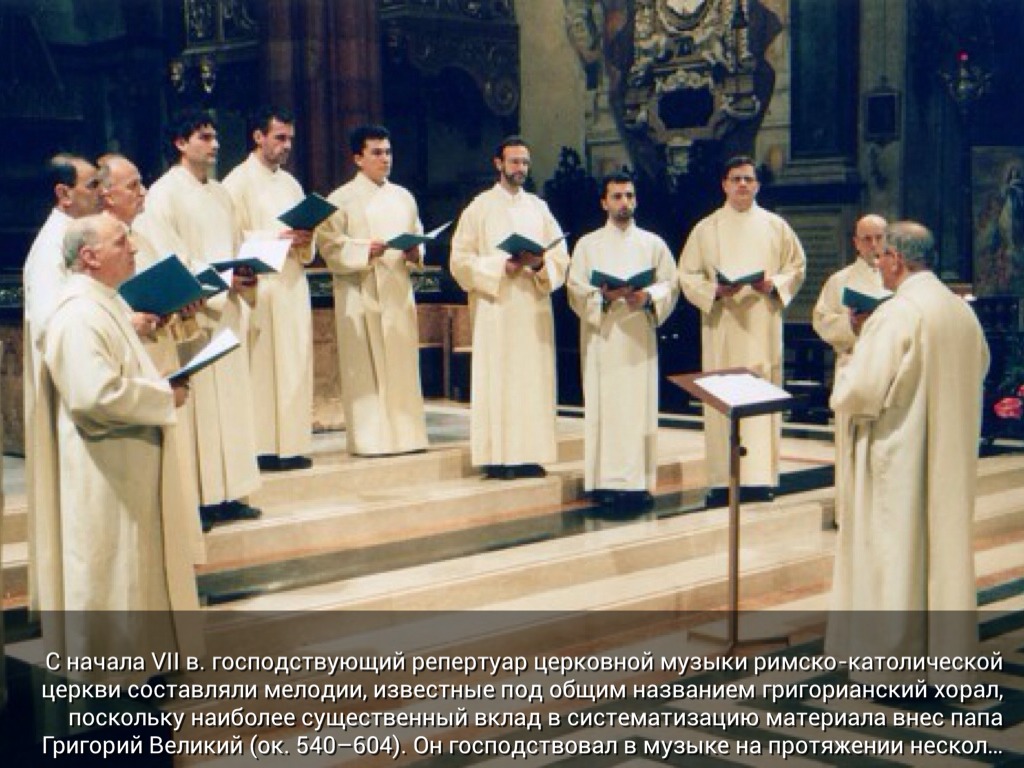 С начала VII в. господствующий репертуар церковной музыки римско-католической
церкви составляли мелодии, известные под общим названием григорианский хорал,
поскольку наиболее существенный вклад в систематизацию материала внес папа
Григорий Великий (ок. 540–604). Он господствовал в музыке на протяжении нескол...